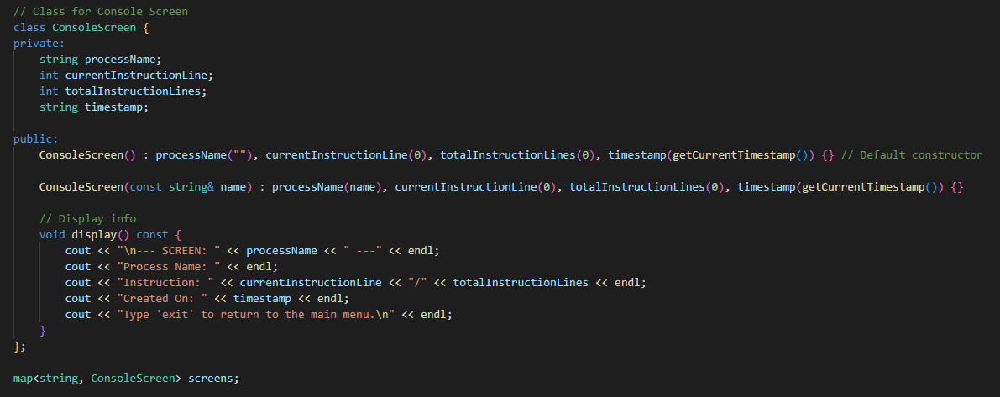 // Class for Console Screen
class ConsoleScreen {
private:
    string processName;
    int currentInstructionLine;
    int totalInstructionLines;
    string timestamp;

public:
    ConsoleScreen() : processName(""), currentInstructionLine(0), totalInstructionLines(0), timestamp(getCurrentTimestamp()) {} // Default constructor

    ConsoleScreen(const string& name) : processName(name), currentInstructionLine(0), totalInstructionLines(0), timestamp(getCurrentTimestamp()) {}

    // Display info
    void display() const {
        cout << "\n--- SCREEN: " << processName << " ---" << endl;
        cout << "Process Name: " << endl;
        cout << "Instruction: " << currentInstructionLine << "/" << totalInstructionLines << endl;
        cout << "Created On: " << timestamp << endl;
        cout << "Type 'exit' to return to the main menu.\n" << endl;
    }
};

map<string, ConsoleScreen> screens;